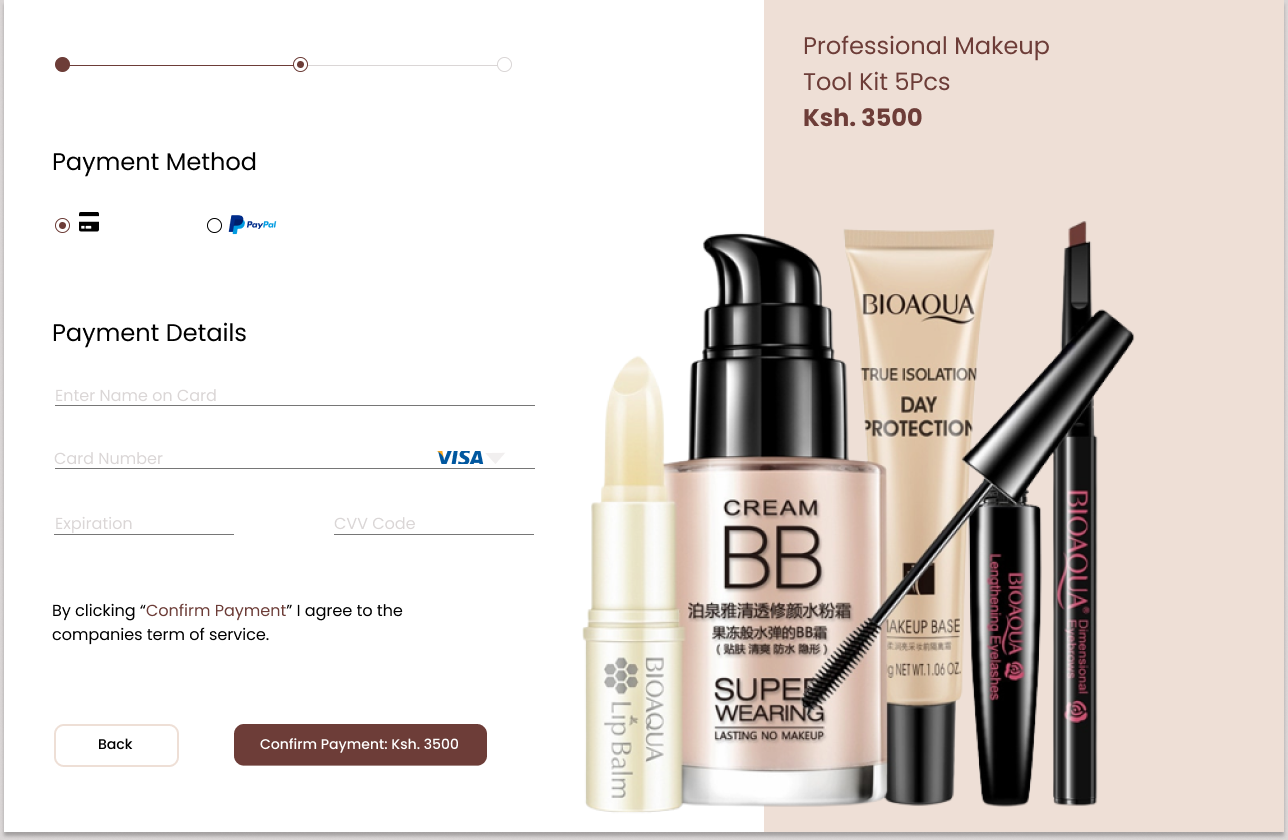 Professional Makeup
Tool Kit 5Pcs
Ksh. 3500
Payment Method
PayPal
Payment Details
Enter Name on Card
Card Number
VISA
Expiration
CVV Code
By clicking “Confirm Payment” I agree to the
companies term of service.
Back
Confirm Payment: Ksh. 3500
BIOAQUA
Lip Balm
CREAM
BB
泊泉雅清透修颜水粉霜
果冻般水弹的BB霜
(贴肤 清爽 防水 隐形)
SUPER
WEARING
LASTING NO MAKEUP
BIOAQUA
TRUE ISOLATION
DAY
PROTECTION
MAKEUP BASE
g NET WT.1.06 OZ.
BIOAQUA
Lengthening Eyelashes
BIOAQUA®
Dimensional
Eyebrows